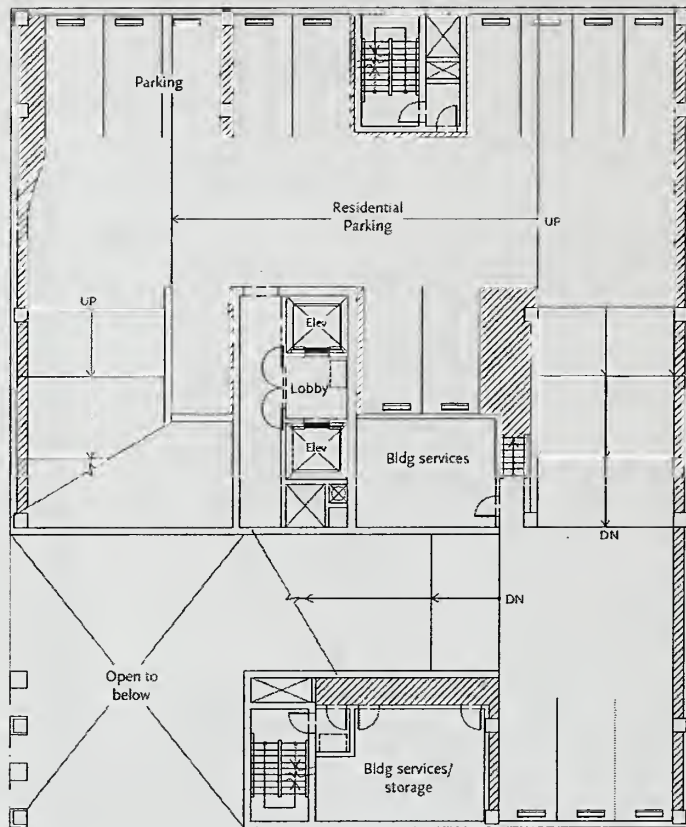 Parking
Residential
Parking
UP
UP
Elev
Lobby
Elev
Bldg services
DN
DN
Open to
below
Bldg services/
storage